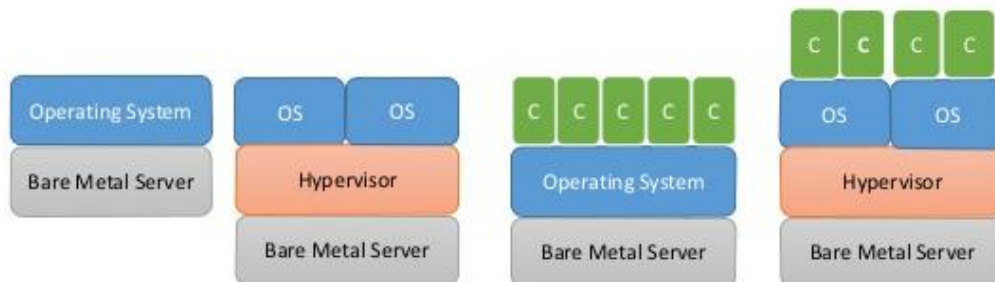 Operating System
Bare Metal Server
OS OS
Hypervisor
Bare Metal Server
C C C C C
Operating System
Bare Metal Server
C C C C
OS OS
Hypervisor
Bare Metal Server